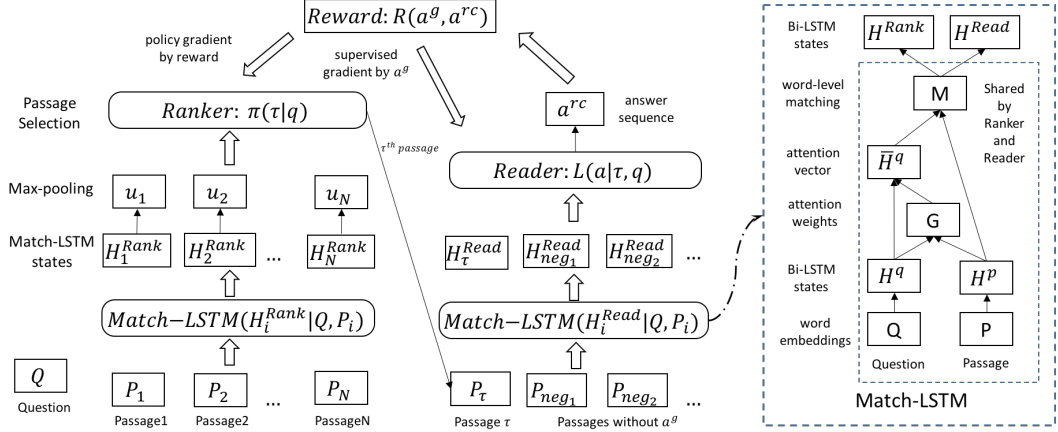 Reward: R(a^g, a^rc)
policy gradient
by reward
supervised
gradient by a^g
Passage
Selection
Ranker: π(τ|q)
a^rc
answer
sequence
τ^th passage
Reader: L(a|τ, q)
Max-pooling
u_1
u_2
u_N
Match-LSTM
states
H_1^Rank
H_2^Rank
...
H_N^Rank
H_τ^Read
H_neg_1^Read
H_neg_2^Read
...
Match−LSTM(H_i^Rank|Q, P_i)
Match−LSTM(H_i^Read|Q, P_i)
Q
Question
P_1
P_2
...
P_N
Passage1
Passage2
PassageN
P_τ
P_neg_1
P_neg_2
...
Passage τ
Passages without a^g
Bi-LSTM
states
H^Rank
H^Read
word-level
matching
M
Shared
by
Ranker
and
Reader
attention
vector
H̅^q
attention
weights
G
Bi-LSTM
states
H^q
H^p
word
embeddings
Q
P
Question
Passage
Match-LSTM